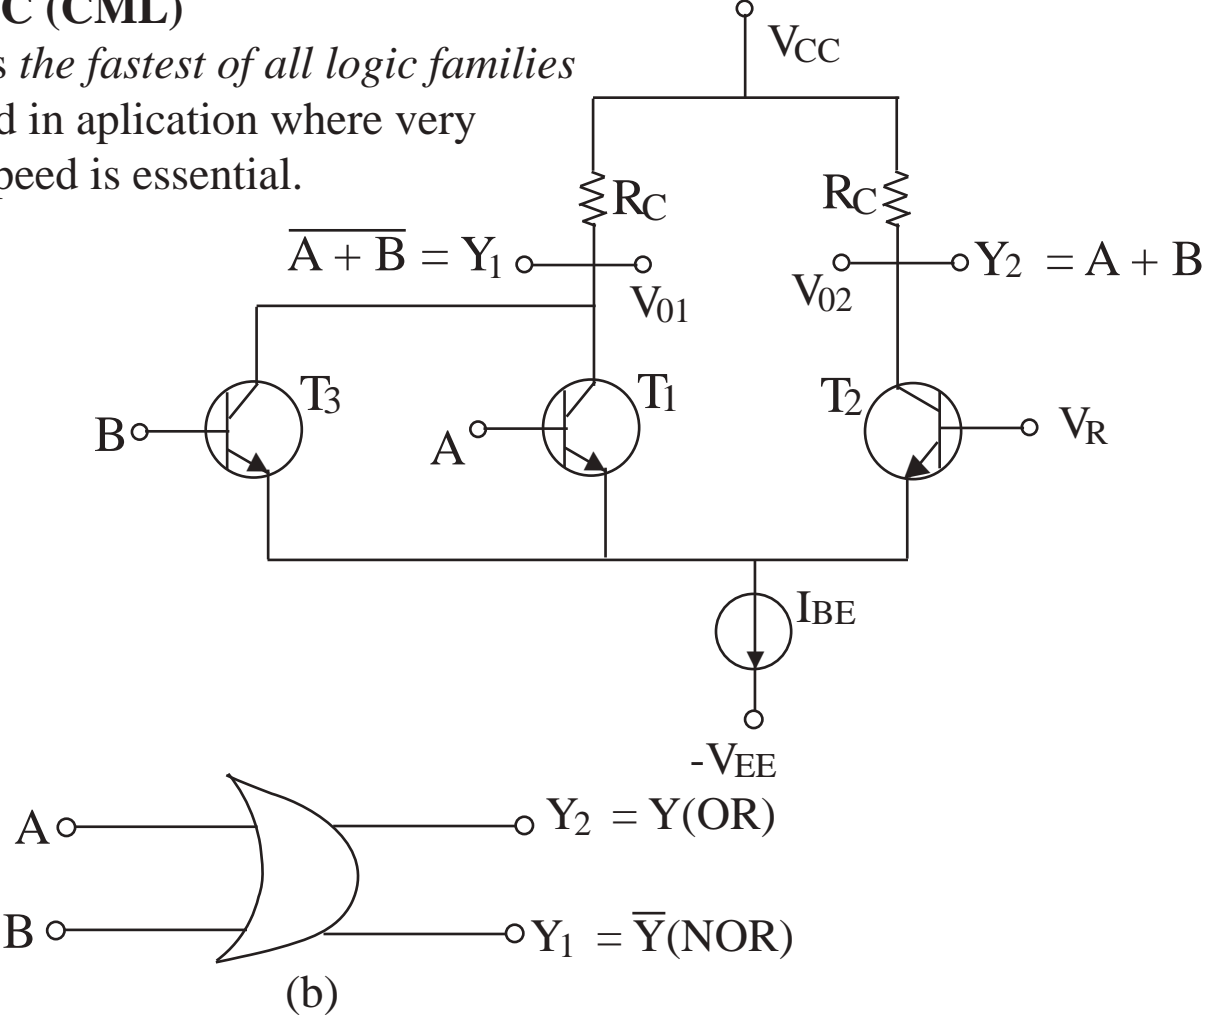 C (CML)
s the fastest of all logic families
d in aplication where very
peed is essential.
VCC
RC
RC
A̅ ̅+̅ ̅B̅ = Y1
Y2 = A + B
V01
V02
T3
T1
T2
B
A
VR
IBE
-VEE
A
Y2 = Y(OR)
B
Y1 = Y̅(NOR)
(b)